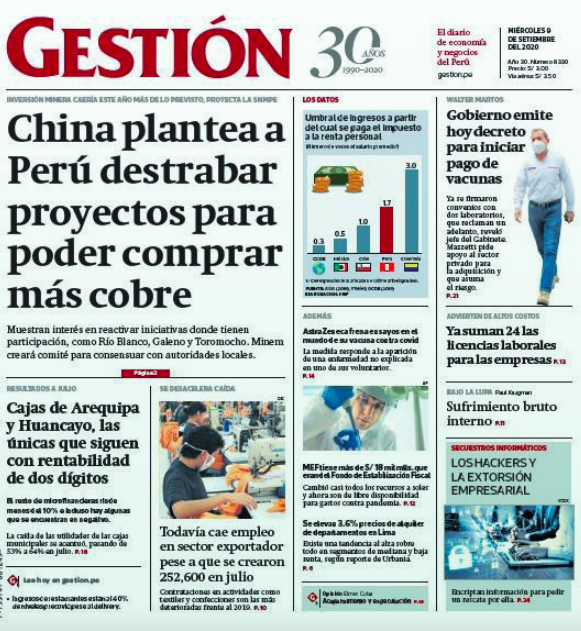 GESTIÓN
30 AÑOS
1990-2020
El diario
de economía
y negocios
del Perú
gestion.pe
MIÉRCOLES 9
DE SETIEMBRE
DEL 2020
Año 30. Número 8330
Precio: S/ 3.00
Vía aérea: S/ 3.50
INVERSIÓN MINERA CAERÍA ESTE AÑO MÁS DE LO PREVISTO, PROYECTA LA SNMPE
China plantea a
Perú destrabar
proyectos para
poder comprar
más cobre
Muestran interés en reactivar iniciativas donde tienen
participación, como Río Blanco, Galeno y Toromocho. Minem
creará comité para consensuar con autoridades locales.
Página 2
LOS DATOS
Umbral de ingresos a partir
del cual se paga el impuesto
a la renta personal
(Número de veces el salario promedio¹)
0.3
0.5
1.0
1.7
3.0
OCDE
México
Chile
Perú
Colombia
WALTER MARTOS
Gobierno emite
hoy decreto
para iniciar
pago de
vacunas
Ya se firmaron
convenios con
dos laboratorios,
que reclaman un
adelanto, reveló
jefe del Gabinete.
Mazzetti pide
apoyo al sector
privado para
la adquisición y
que asuma
el riesgo.
P. 21
ADEMÁS
AstraZeneca frena ensayos en el
mundo de su vacuna contra covid
La medida responde a la aparición
de una enfermedad no explicada
en uno de sus voluntarios.
P. 14
ADVIERTEN DE ALTOS COSTOS
Ya suman 24 las
licencias laborales
para las empresas P. 13
RESULTADOS A JULIO
Cajas de Arequipa
y Huancayo, las
únicas que siguen
con rentabilidad
de dos dígitos
El resto de microfinancieras rinde
menos del 10% e incluso hay algunas
que se encuentran en negativo.
La caída de las utilidades de las cajas
municipales se acentuó, pasando de
53% a 64% en julio. P. 18
SE DESACELERA CAÍDA
Todavía cae empleo
en sector exportador
pese a que se crearon
252,600 en julio
Contrataciones en actividades como
textiles y confecciones son las más
deterioradas frente al 2019. P. 10
MEF tiene más de S/ 18 mil mlls. que
eran del Fondo de Estabilización Fiscal
Cambió casi todos los recursos a soles
y ahora son de libre disponibilidad
para gastos contra pandemia. P. 12
Se elevan 3.6% precios de alquiler
de departamentos en Lima
Existe una tendencia al alza sobre
todo en segmentos de mediana y baja
renta, según reporte de Urbania.
P. 6
BAJO LA LUPA Paul Krugman
Sufrimiento bruto
interno P. 11
SECUESTROS INFORMÁTICOS
LOS HACKERS Y
LA EXTORSIÓN
EMPRESARIAL
Encriptan información para pedir
un rescate por ella. P. 24
Lea hoy en gestion.pe
Ingresos de restaurantes están al 40%
de niveles precovid pese al delivery.
Opinión Elmer Cuba
Acaparamiento y especulación